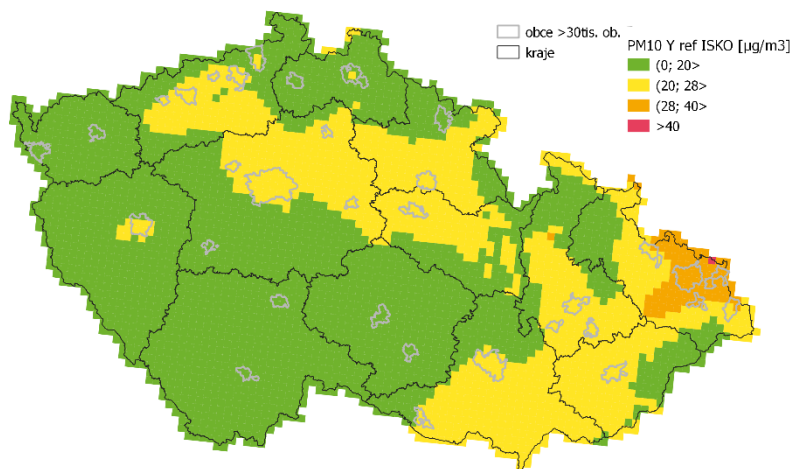 obce >30tis. ob.
kraje
PM10 Y ref ISKO [µg/m3]
(0; 20>
(20; 28>
(28; 40>
>40